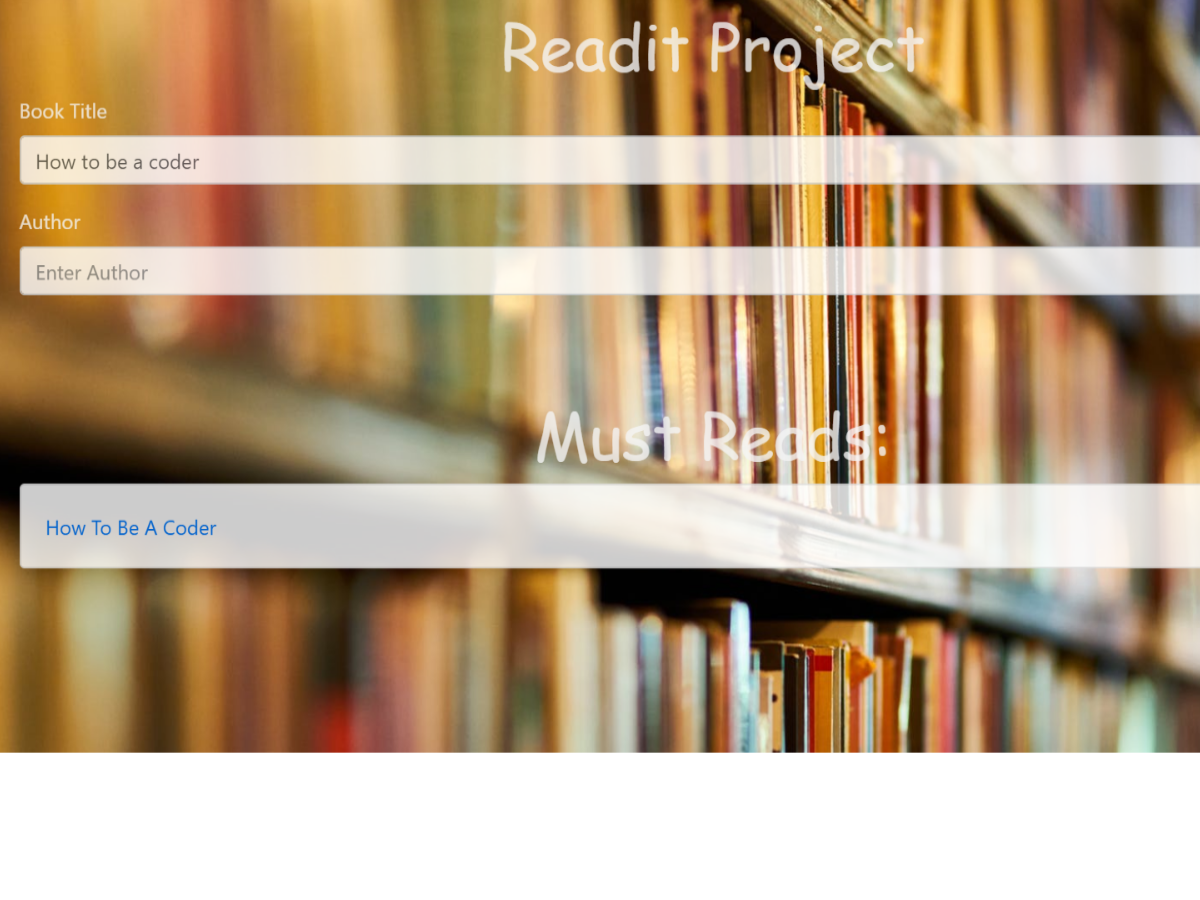 Readit Project
Book Title
How to be a coder
Author
Enter Author
Must Reads:
How To Be A Coder